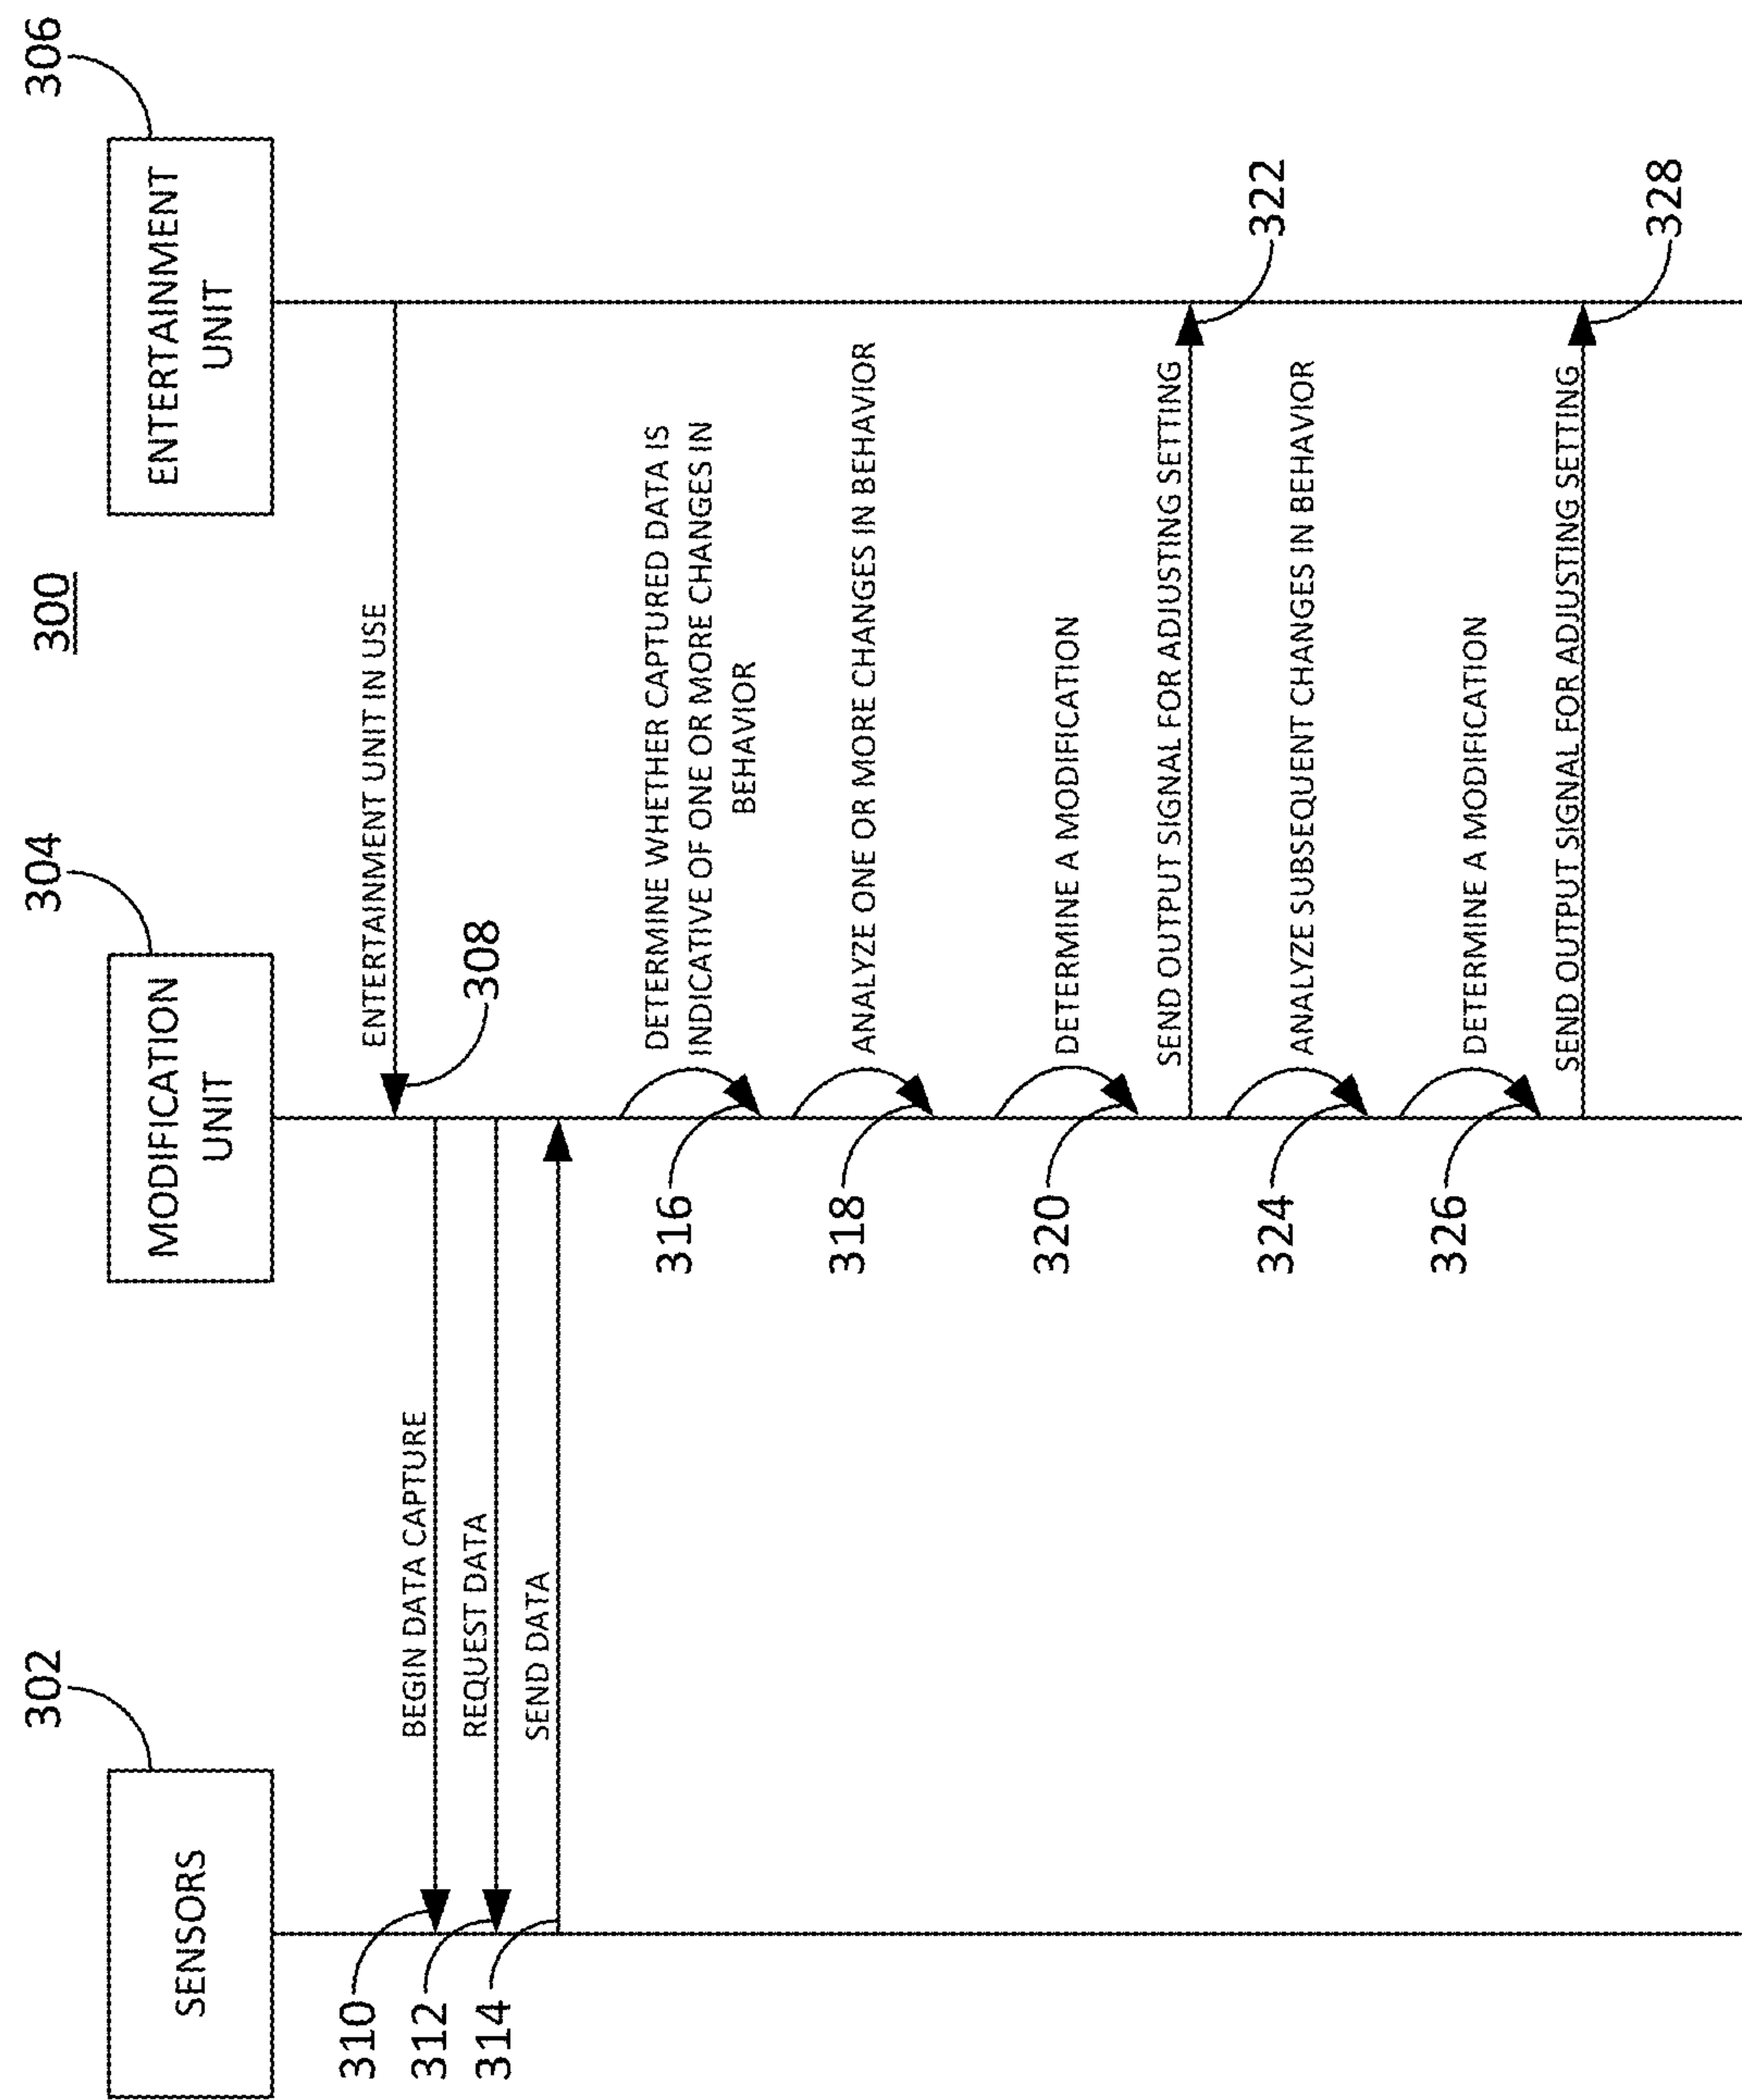 300
302
304
306
SENSORS
MODIFICATION
UNIT
ENTERTAINMENT
UNIT
ENTERTAINMENT UNIT IN USE
308
BEGIN DATA CAPTURE
310
REQUEST DATA
312
SEND DATA
314
DETERMINE WHETHER CAPTURED DATA IS
INDICATIVE OF ONE OR MORE CHANGES IN
BEHAVIOR
316
ANALYZE ONE OR MORE CHANGES IN BEHAVIOR
318
DETERMINE A MODIFICATION
320
SEND OUTPUT SIGNAL FOR ADJUSTING SETTING
322
ANALYZE SUBSEQUENT CHANGES IN BEHAVIOR
324
DETERMINE A MODIFICATION
326
SEND OUTPUT SIGNAL FOR ADJUSTING SETTING
328